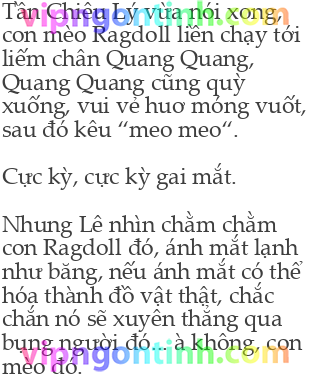 Tần Chiêu Lý vừa nói xong,
con mèo Ragdoll liền chạy tới
liếm chân Quang Quang,
Quang Quang cũng quỳ
xuống, vui vẻ huơ móng vuốt,
sau đó kêu “meo meo“.
Cực kỳ, cực kỳ gai mắt.
Nhung Lê nhìn chằm chằm
con Ragdoll đó, ánh mắt lạnh
như băng, nếu ánh mắt có thể
hóa thành đồ vật thật, chắc
chắn nó sẽ xuyên thẳng qua
bụng người đó... à không, con
mèo đó.
vipngontinh.com
vipngontinh.com